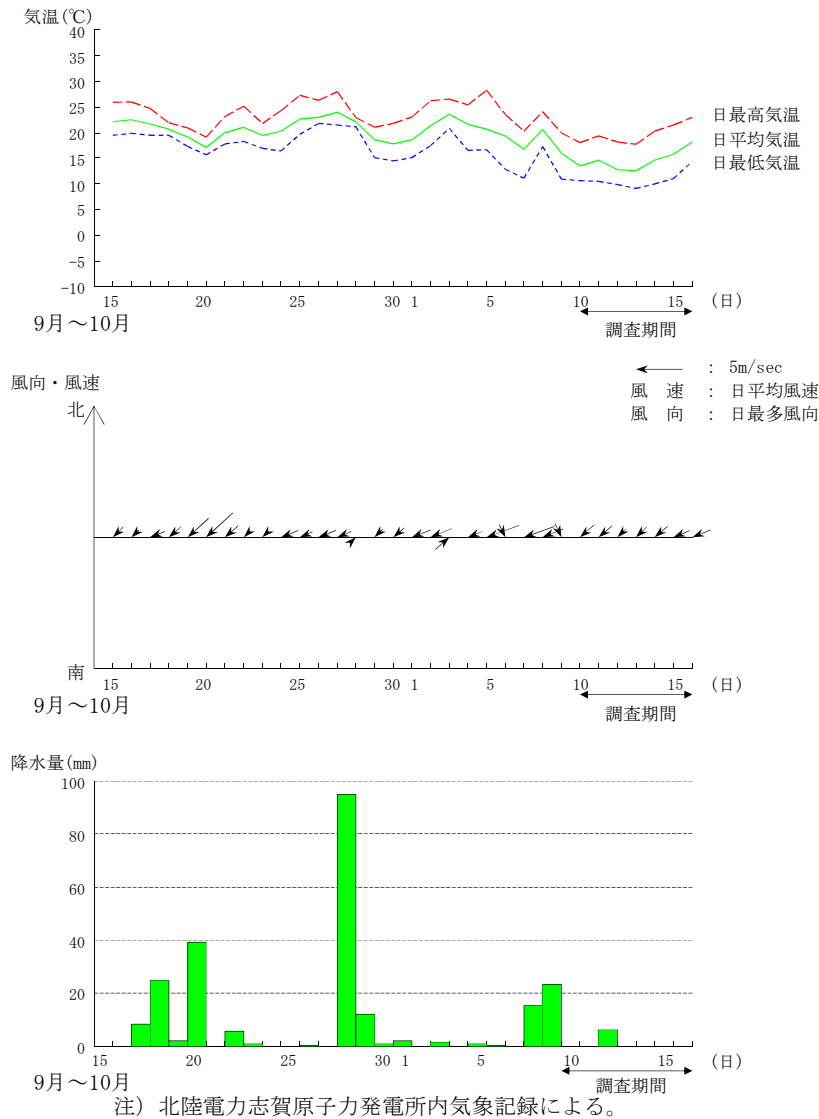 気温(℃)
40
35
30
25
20
15
10
5
0
-5
-10
日最高気温
日平均気温
日最低気温
15 20 25 30 1 5 10 15 (日)
9月～10月
調査期間
: 5m/sec
風 速 : 日平均風速
風 向 : 日最多風向
風向・風速
北
南
15 20 25 30 1 5 10 15 (日)
9月～10月
調査期間
降水量(mm)
100
80
60
40
20
0
15 20 25 30 1 5 10 15 (日)
9月～10月
調査期間
注) 北陸電力志賀原子力発電所内気象記録による。